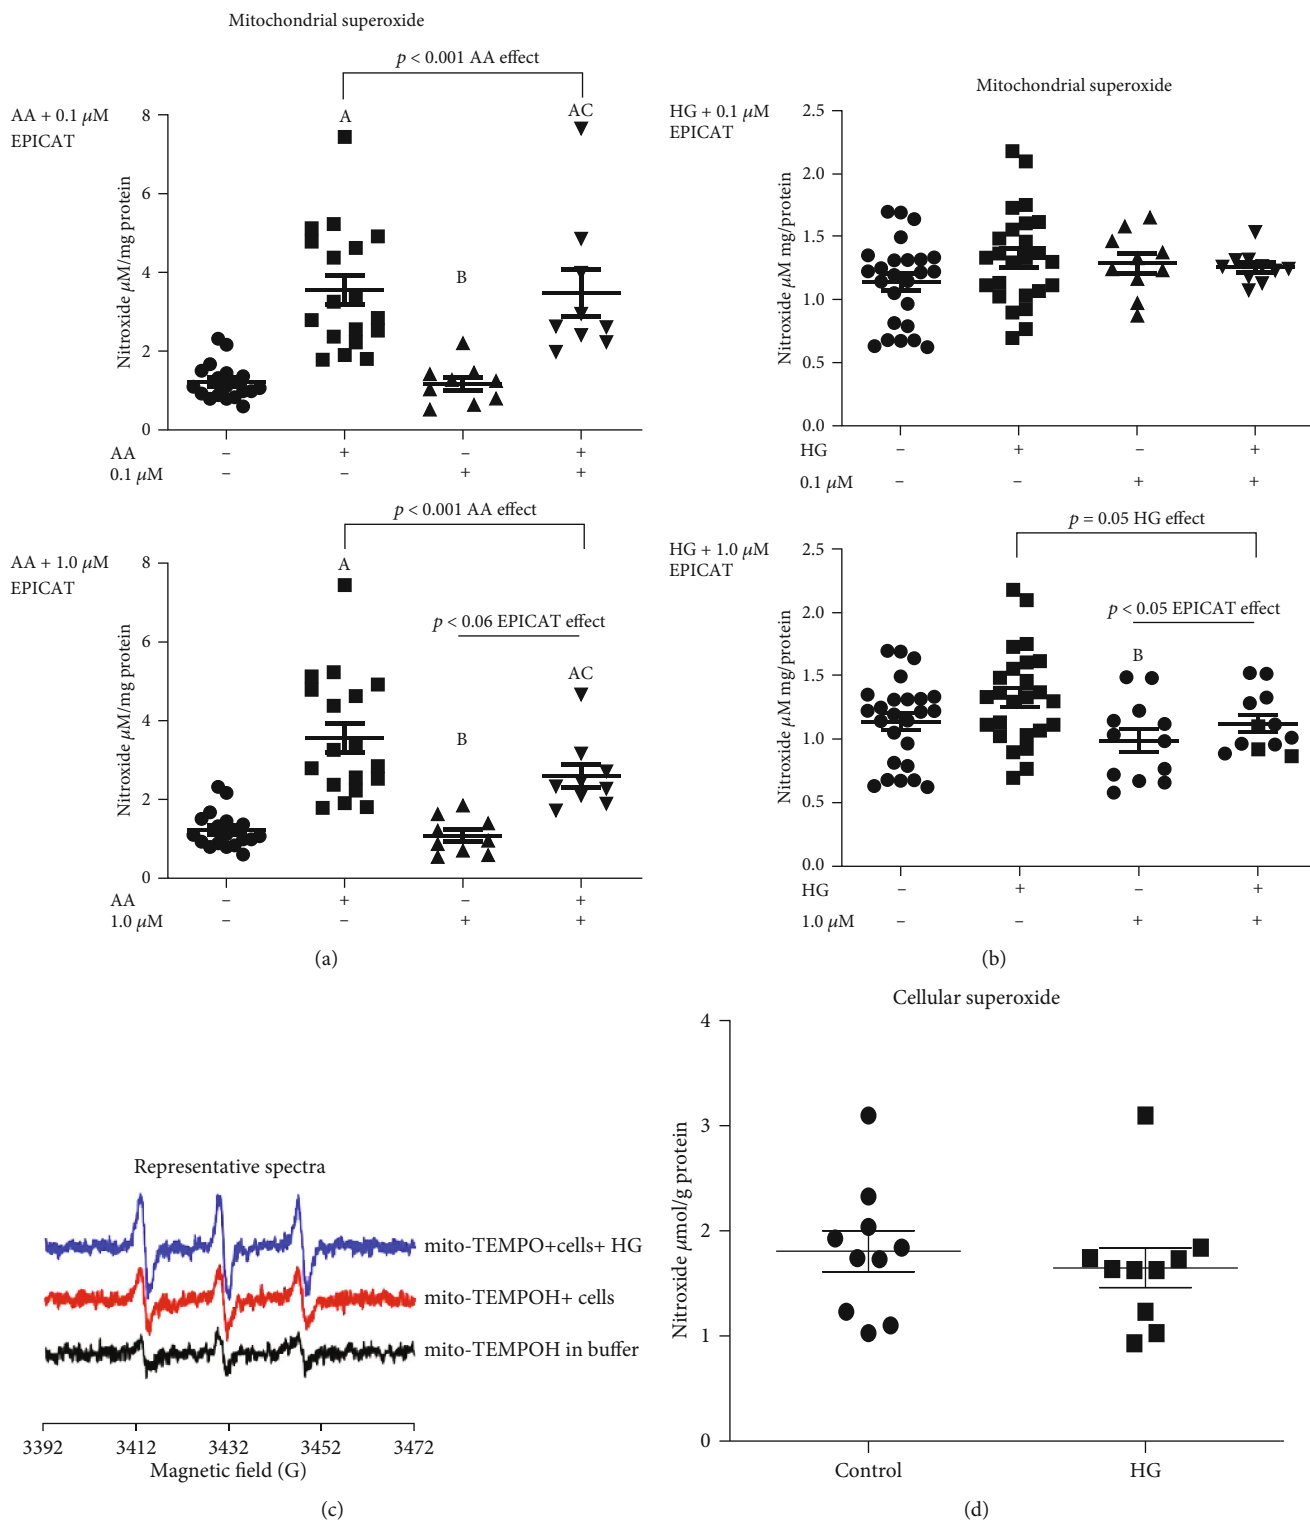 Mitochondrial superoxide
p < 0.001 AA effect
AA + 0.1 μM
EPICAT
A
AC
B
8
6
4
2
0
Nitroxide μM/mg protein
AA – + – +
0.1 μM – – + +
Mitochondrial superoxide
HG + 0.1 μM
EPICAT
2.5
2.0
1.5
1.0
0.5
0.0
Nitroxide μM mg/protein
HG – + – +
0.1 μM – – + +
p < 0.001 AA effect
AA + 1.0 μM
EPICAT
A
p < 0.06 EPICAT effect
AC
B
8
6
4
2
0
Nitroxide μM/mg protein
AA – + – +
1.0 μM – – + +
(a)
p = 0.05 HG effect
HG + 1.0 μM
EPICAT
p < 0.05 EPICAT effect
B
2.5
2.0
1.5
1.0
0.5
0.0
Nitroxide μM mg/protein
HG – + – +
1.0 μM – – + +
(b)
Representative spectra
mito-TEMPO+cells+ HG
mito-TEMPOH+ cells
mito-TEMPOH in buffer
3392 3412 3432 3452 3472
Magnetic field (G)
(c)
Cellular superoxide
4
3
2
1
0
Nitroxide μmol/g protein
Control HG
(d)